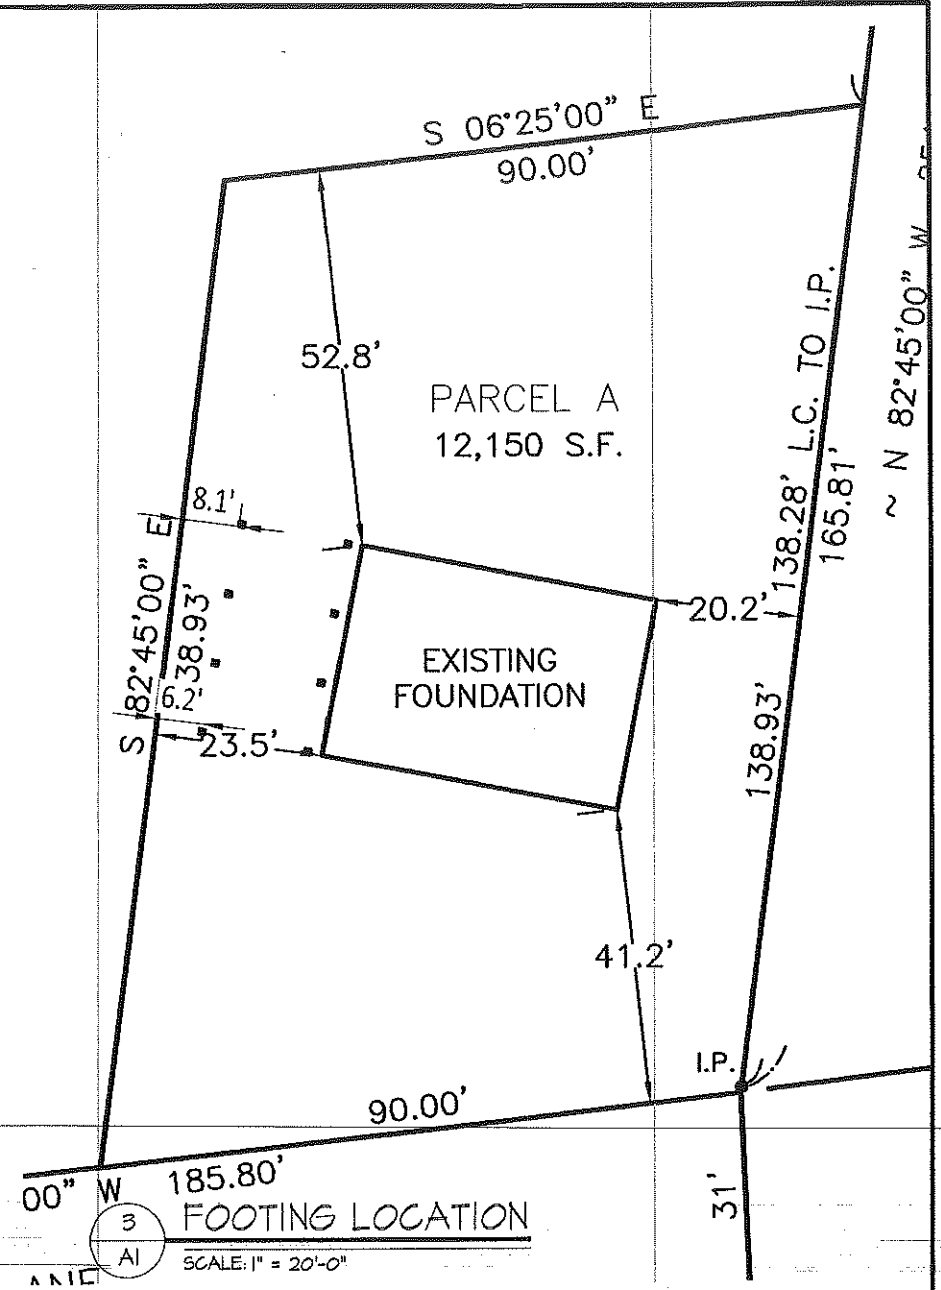 S 06°25'00" E
90.00'
52.8'
PARCEL A
12,150 S.F.
8.1'
S 82°45'00" E
138.93'
6.2'
23.5'
EXISTING
FOUNDATION
20.2'
138.28' L.C. TO I.P.
165.81'
~ N 82°45'00" W
138.93'
41.2'
I.P.
90.00'
185.80'
00" W
31'
3
A1
FOOTING LOCATION
SCALE: 1" = 20'-0"